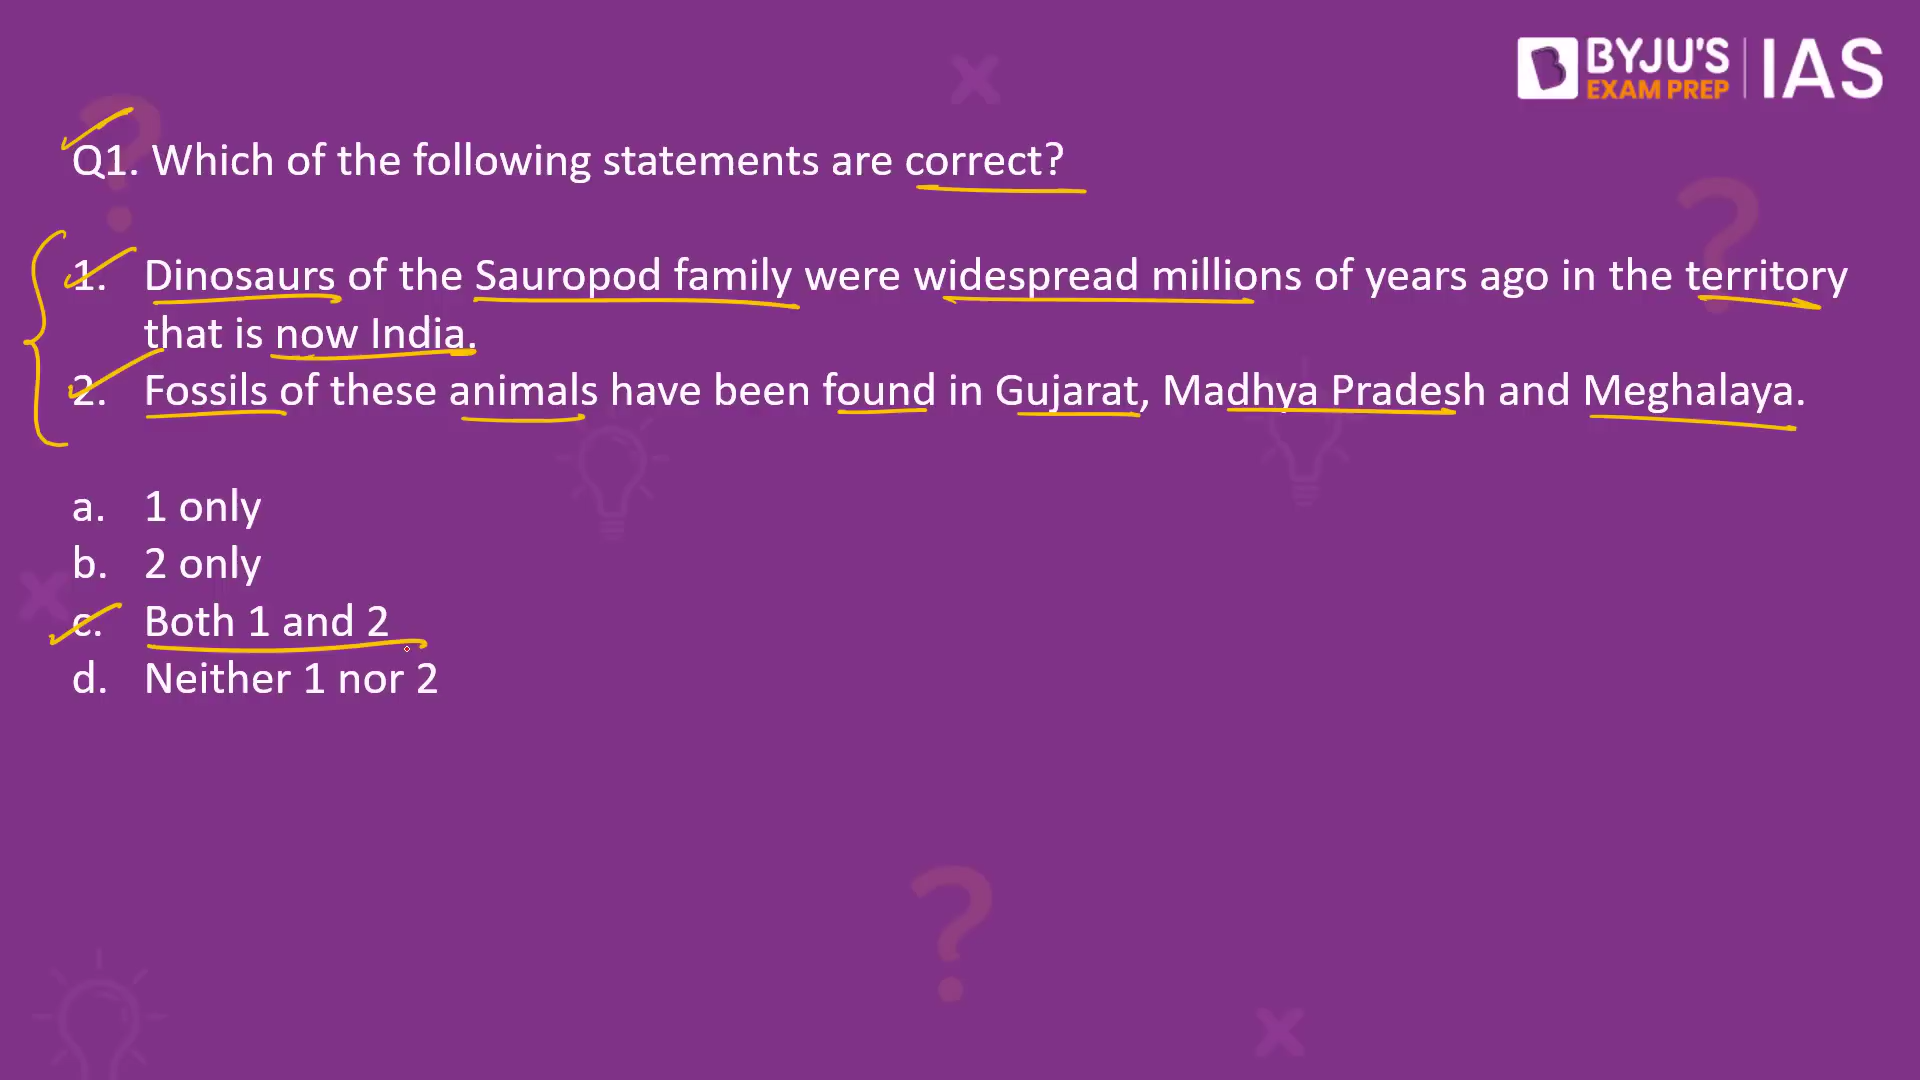 BYJU'S
EXAM PREP
IAS
Q1. Which of the following statements are correct?
1. Dinosaurs of the Sauropod family were widespread millions of years ago in the territory
that is now India.
2. Fossils of these animals have been found in Gujarat, Madhya Pradesh and Meghalaya.
a. 1 only
b. 2 only
c. Both 1 and 2
d. Neither 1 nor 2